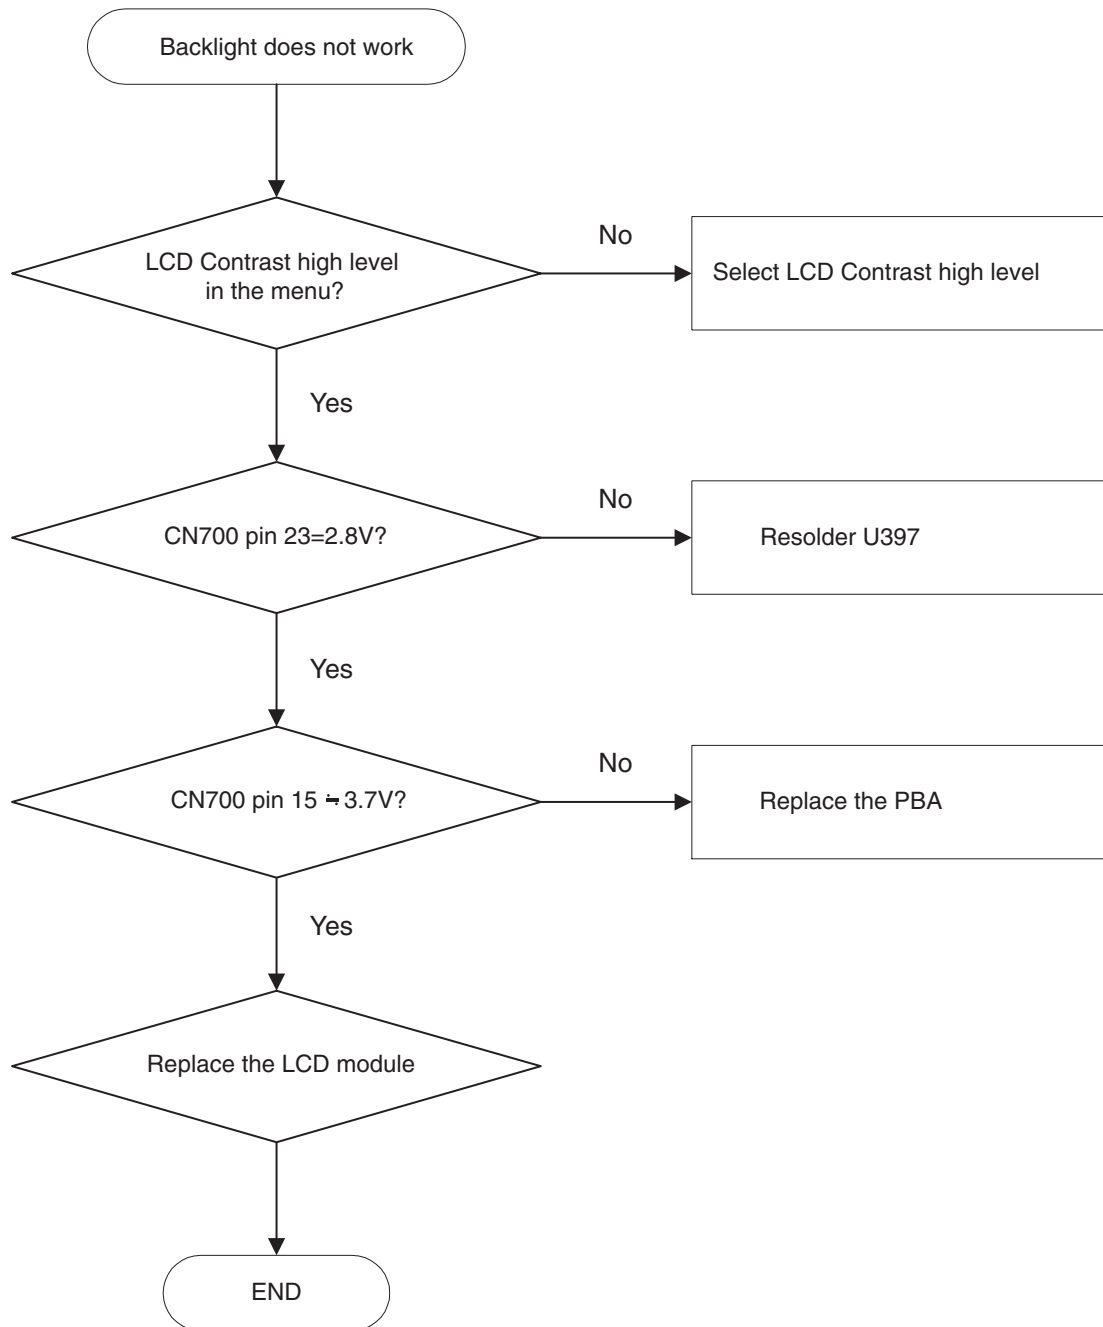 Backlight does not work
LCD Contrast high level
in the menu?
No
Select LCD Contrast high level
Yes
CN700 pin 23=2.8V?
No
Resolder U397
Yes
CN700 pin 15 ≒ 3.7V?
No
Replace the PBA
Yes
Replace the LCD module
END